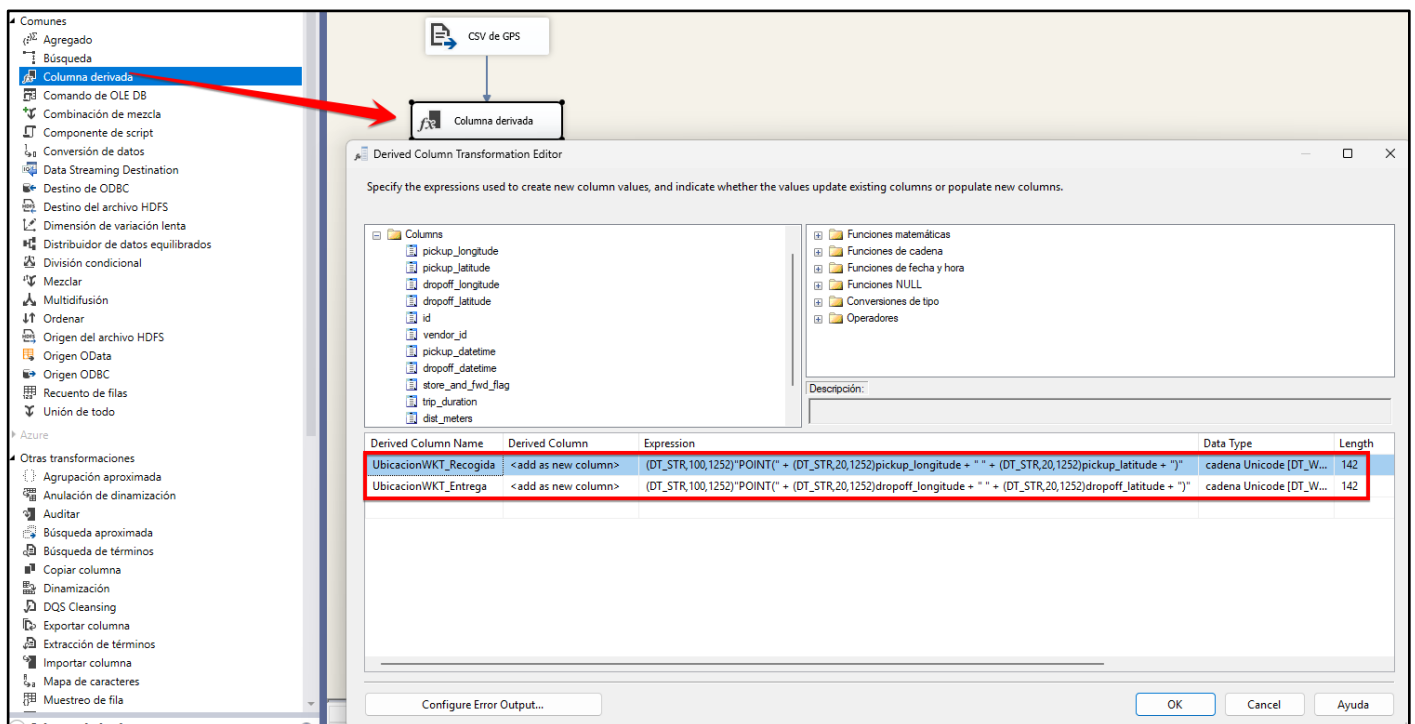 Comunes
Agregado
Búsqueda
Columna derivada
Comando de OLE DB
Combinación de mezcla
Componente de script
Conversión de datos
Data Streaming Destination
Destino de ODBC
Destino del archivo HDFS
Dimensión de variación lenta
Distribuidor de datos equilibrados
División condicional
Mezclar
Multidifusión
Ordenar
Origen del archivo HDFS
Origen OData
Origen ODBC
Recuento de filas
Unión de todo
Azure
Otras transformaciones
Agrupación aproximada
Anulación de dinamización
Auditar
Búsqueda aproximada
Búsqueda de términos
Copiar columna
Dinamización
DQS Cleansing
Exportar columna
Extracción de términos
Importar columna
Mapa de caracteres
Muestreo de fila
CSV de GPS
Columna derivada
Derived Column Transformation Editor
Specify the expressions used to create new column values, and indicate whether the values update existing columns or populate new columns.
Columns
pickup_longitude
pickup_latitude
dropoff_longitude
dropoff_latitude
id
vendor_id
pickup_datetime
dropoff_datetime
store_and_fwd_flag
trip_duration
dist_meters
Funciones matemáticas
Funciones de cadena
Funciones de fecha y hora
Funciones NULL
Conversiones de tipo
Operadores
Descripción:
Derived Column Name Derived Column Expression Data Type Length
UbicacionWKT_Recogida <add as new column> (DT_STR,100,1252)"POINT(" + (DT_STR,20,1252)pickup_longitude + " " + (DT_STR,20,1252)pickup_latitude + ")" cadena Unicode [DT_W... 142
UbicacionWKT_Entrega <add as new column> (DT_STR,100,1252)"POINT(" + (DT_STR,20,1252)dropoff_longitude + " " + (DT_STR,20,1252)dropoff_latitude + ")" cadena Unicode [DT_W... 142
Configure Error Output... OK Cancel Ayuda